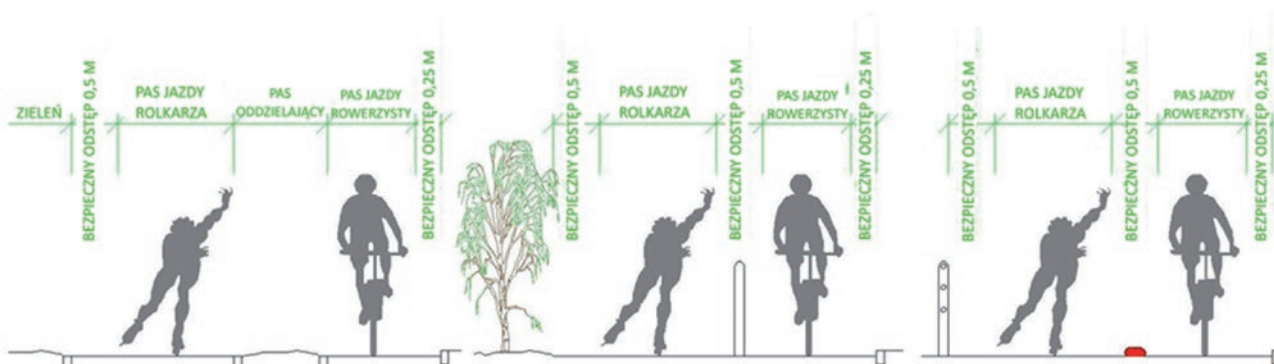 ZIELEŃ
BEZPIECZNY ODSTĘP 0,5 M
PAS JAZDY
ROLKARZA
PAS
ODDZIELAJĄCY
PAS JAZDY
ROWERZYSTY
BEZPIECZNY ODSTĘP 0,25 M
BEZPIECZNY ODSTĘP 0,5 M
PAS JAZDY
ROLKARZA
BEZPIECZNY ODSTĘP 0,5 M
PAS JAZDY
ROWERZYSTY
BEZPIECZNY ODSTĘP 0,25 M
BEZPIECZNY ODSTĘP 0,5 M
PAS JAZDY
ROLKARZA
BEZPIECZNY ODSTĘP 0,5 M
PAS JAZDY
ROWERZYSTY
BEZPIECZNY ODSTĘP 0,25 M